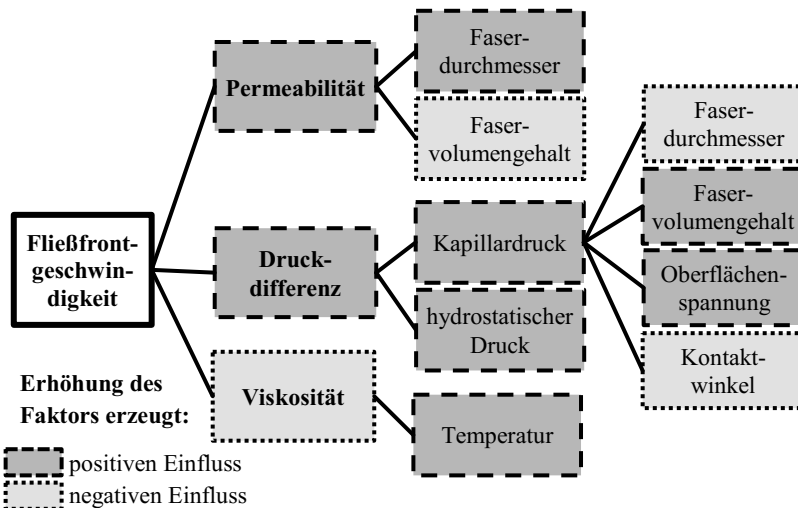 Fließfront-
geschwin-
digkeit
Permeabilität
Faser-
durchmesser
Faser-
volumengehalt
Druck-
differenz
Kapillardruck
Faser-
durchmesser
Faser-
volumengehalt
Oberflächen-
spannung
Kontakt-
winkel
hydrostatischer
Druck
Viskosität
Temperatur
Erhöhung des
Faktors erzeugt:
positiven Einfluss
negativen Einfluss